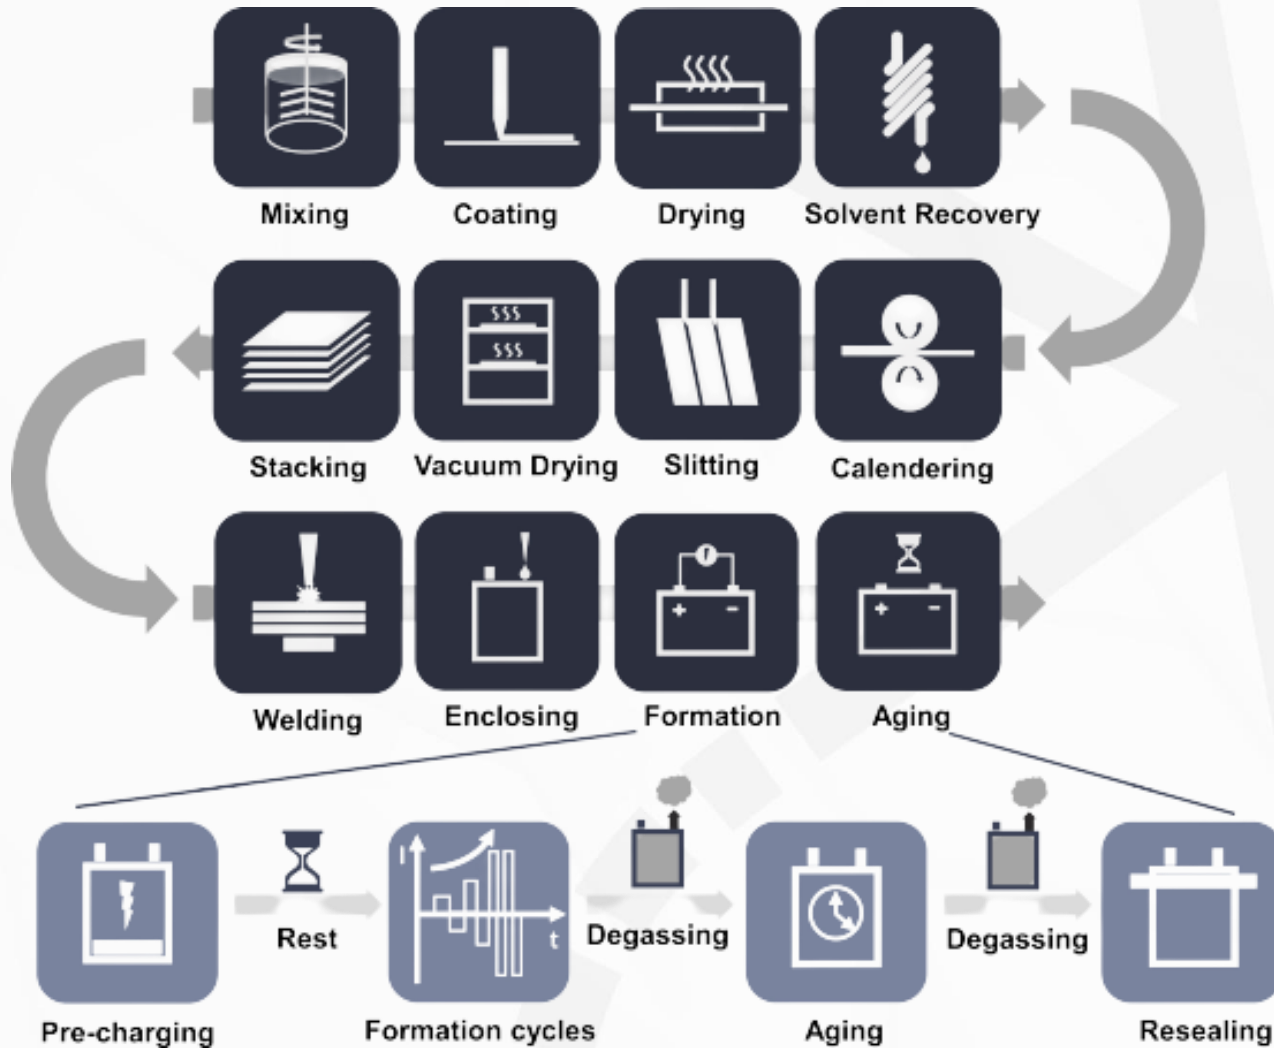 Mixing
Coating
Drying
Solvent Recovery
Stacking
Vacuum Drying
Slitting
Calendering
Welding
Enclosing
Formation
Aging
Rest
I
t
Degassing
Degassing
Pre-charging
Formation cycles
Aging
Resealing